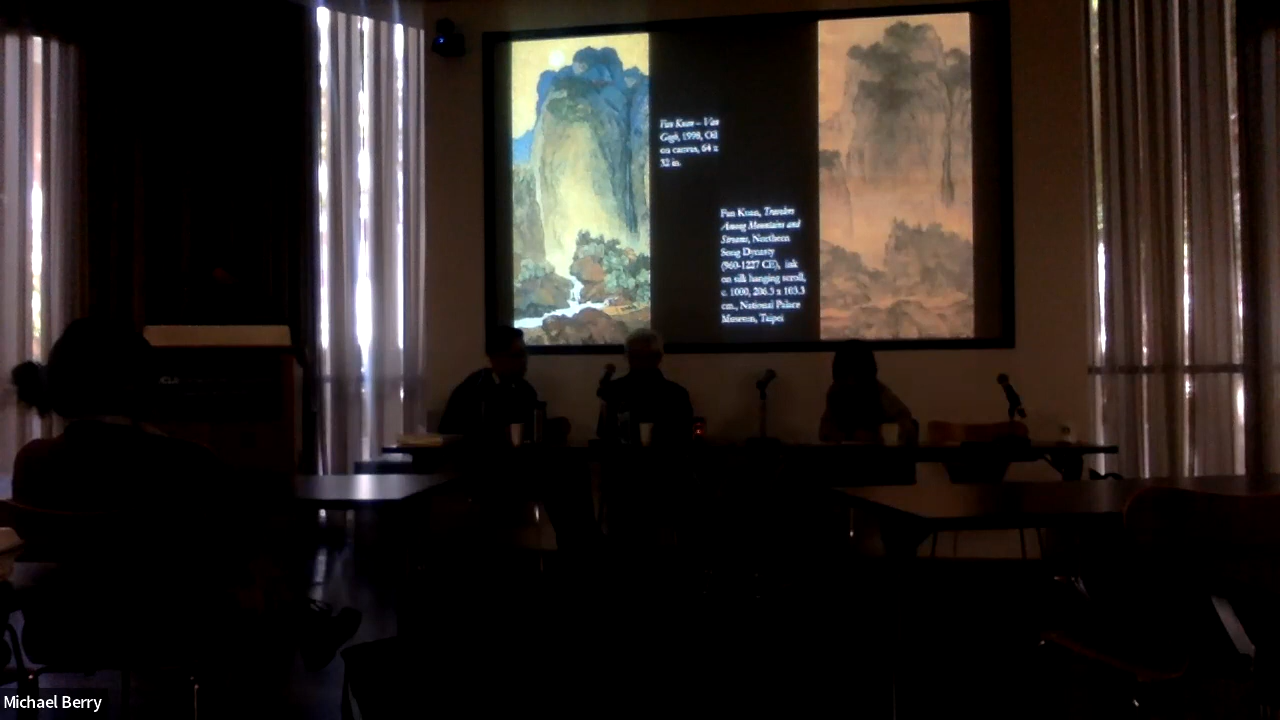 Fan Kuan – Van
Gogh, 1998, Oil
on canvas, 64 x
32 in.
Fan Kuan, Travelers
Among Mountains and
Streams, Northern
Song Dynasty
(960-1227 CE), ink
on silk hanging scroll,
c. 1000, 206.3 x 103.3
cm., National Palace
Museum, Taipei
Michael Berry